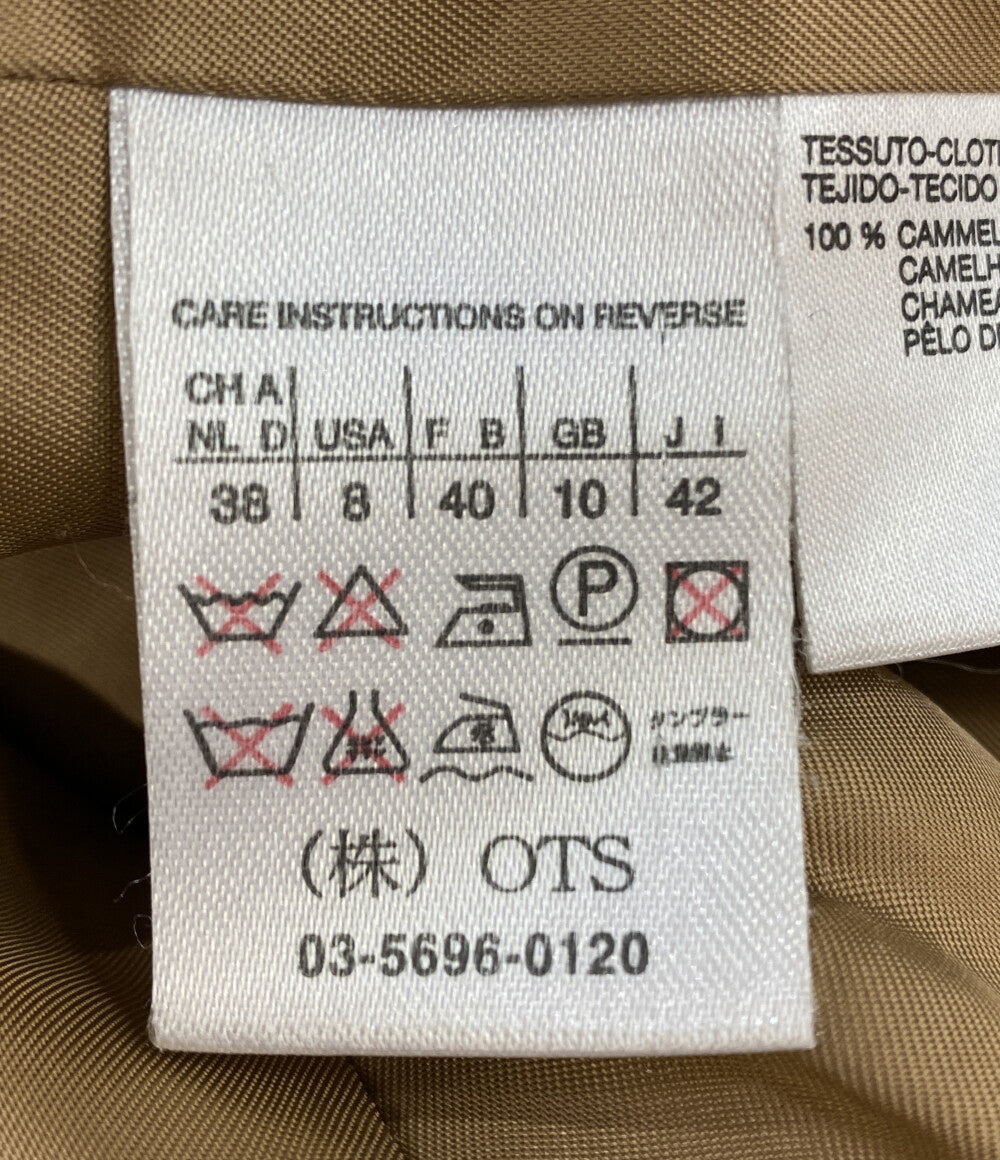 CARE INSTRUCTIONS ON REVERSE
CH A
NL D USA F B GB J I
38 8 40 10 42
P
タンブラー
(株) OTS
03-5696-0120
TESSUTO-CLOT
TEJIDO-TECIDO
100 % CAMMEL
CAMELH
CHAMEA
PÊLO D